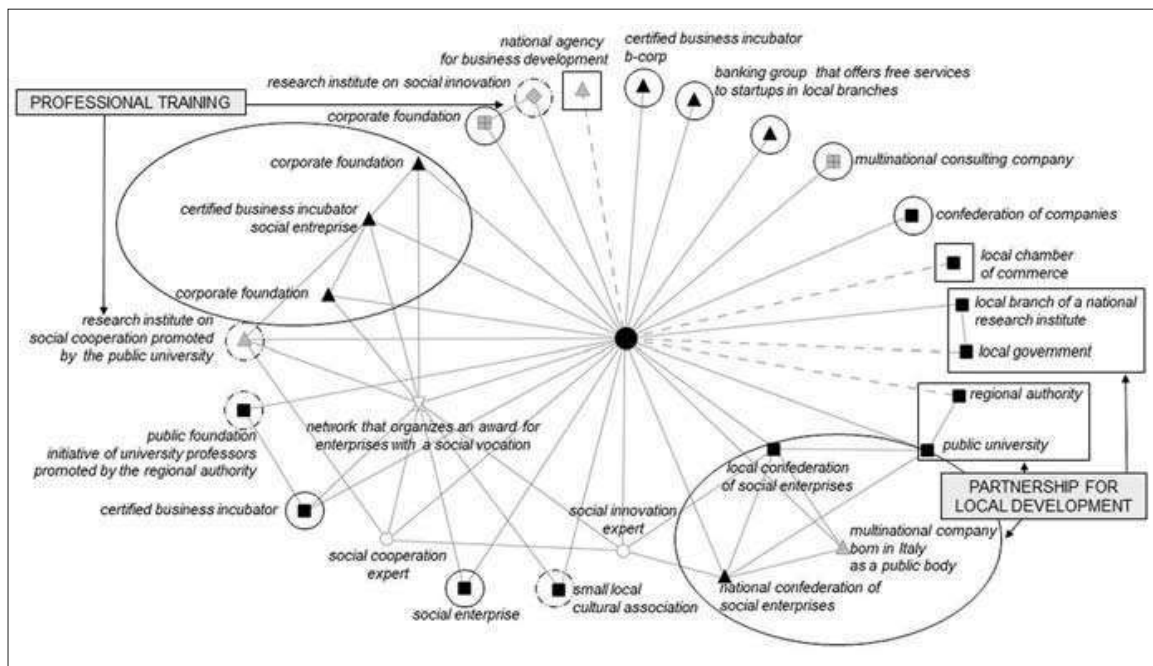 national agency
for business development
certified business incubator
b-corp
research institute on social innovation
banking group that offers free services
to startups in local branches
PROFESSIONAL TRAINING
corporate foundation
corporate foundation
multinational consulting company
certified business incubator
social entreprise
confederation of companies
local chamber
of commerce
corporate foundation
local branch of a national
research institute
research institute on
social cooperation promoted
by the public university
local government
regional authority
public foundation
initiative of university professors
promoted by the regional authority
network that organizes an award for
enterprises with a social vocation
public university
local confederation
of social enterprises
PARTNERSHIP FOR
LOCAL DEVELOPMENT
certified business incubator
social innovation
expert
multinational company
born in Italy
as a public body
social cooperation
expert
social enterprise
small local
cultural association
national confederation of
social enterprises